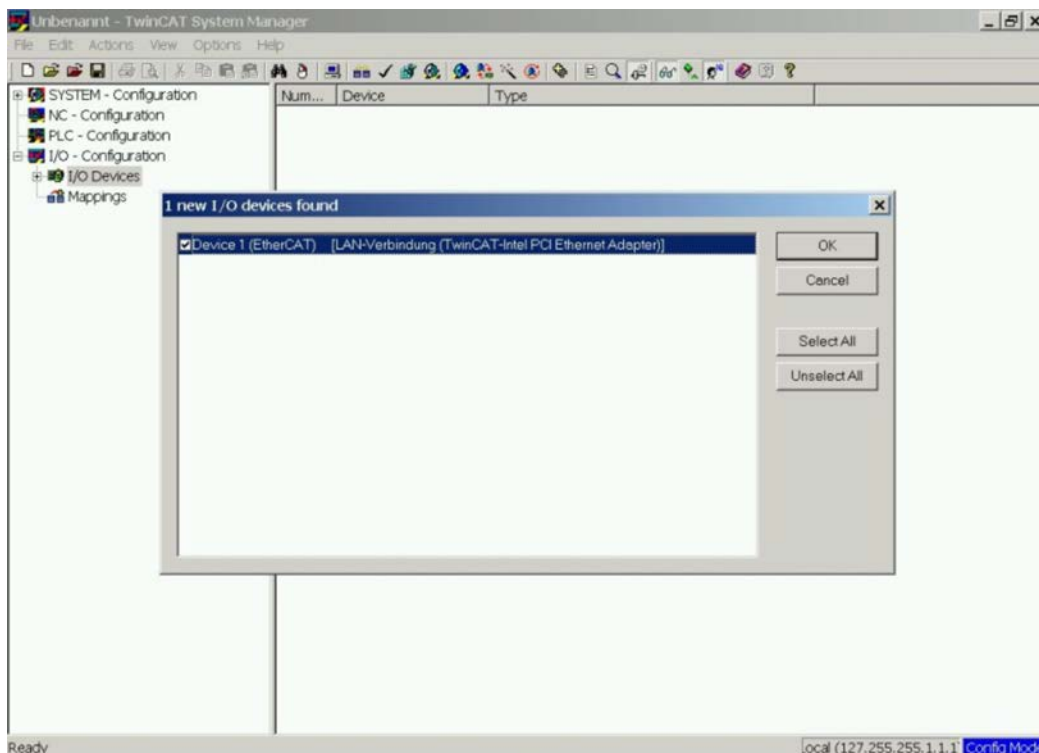 Unbenannt - TwinCAT System Manager
File Edit Actions View Options Help
SYSTEM - Configuration
NC - Configuration
PLC - Configuration
I/O - Configuration
I/O Devices
Mappings
Num... Device Type
1 new I/O devices found
Device 1 (EtherCAT) [LAN-Verbindung (TwinCAT-Intel PCI Ethernet Adapter)]
OK
Cancel
Select All
Unselect All
Ready
Local (127.255.255.1.1.1) Config Mode